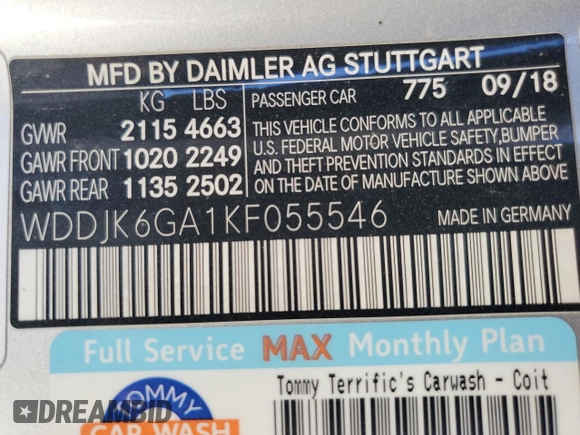 MFD BY DAIMLER AG STUTTGART
KG LBS PASSENGER CAR 775 09/18
GVWR 2115 4663
GAWR FRONT 1020 2249
GAWR REAR 1135 2502
THIS VEHICLE CONFORMS TO ALL APPLICABLE
U.S. FEDERAL MOTOR VEHICLE SAFETY, BUMPER
AND THEFT PREVENTION STANDARDS IN EFFECT
ON THE DATE OF MANUFACTURE SHOWN ABOVE.
WDDJK6GA1KF055546 MADE IN GERMANY
Full Service MAX Monthly Plan
Tommy Terrific's Carwash - Coit
TOMMY
CAR WASH
DREAMBID